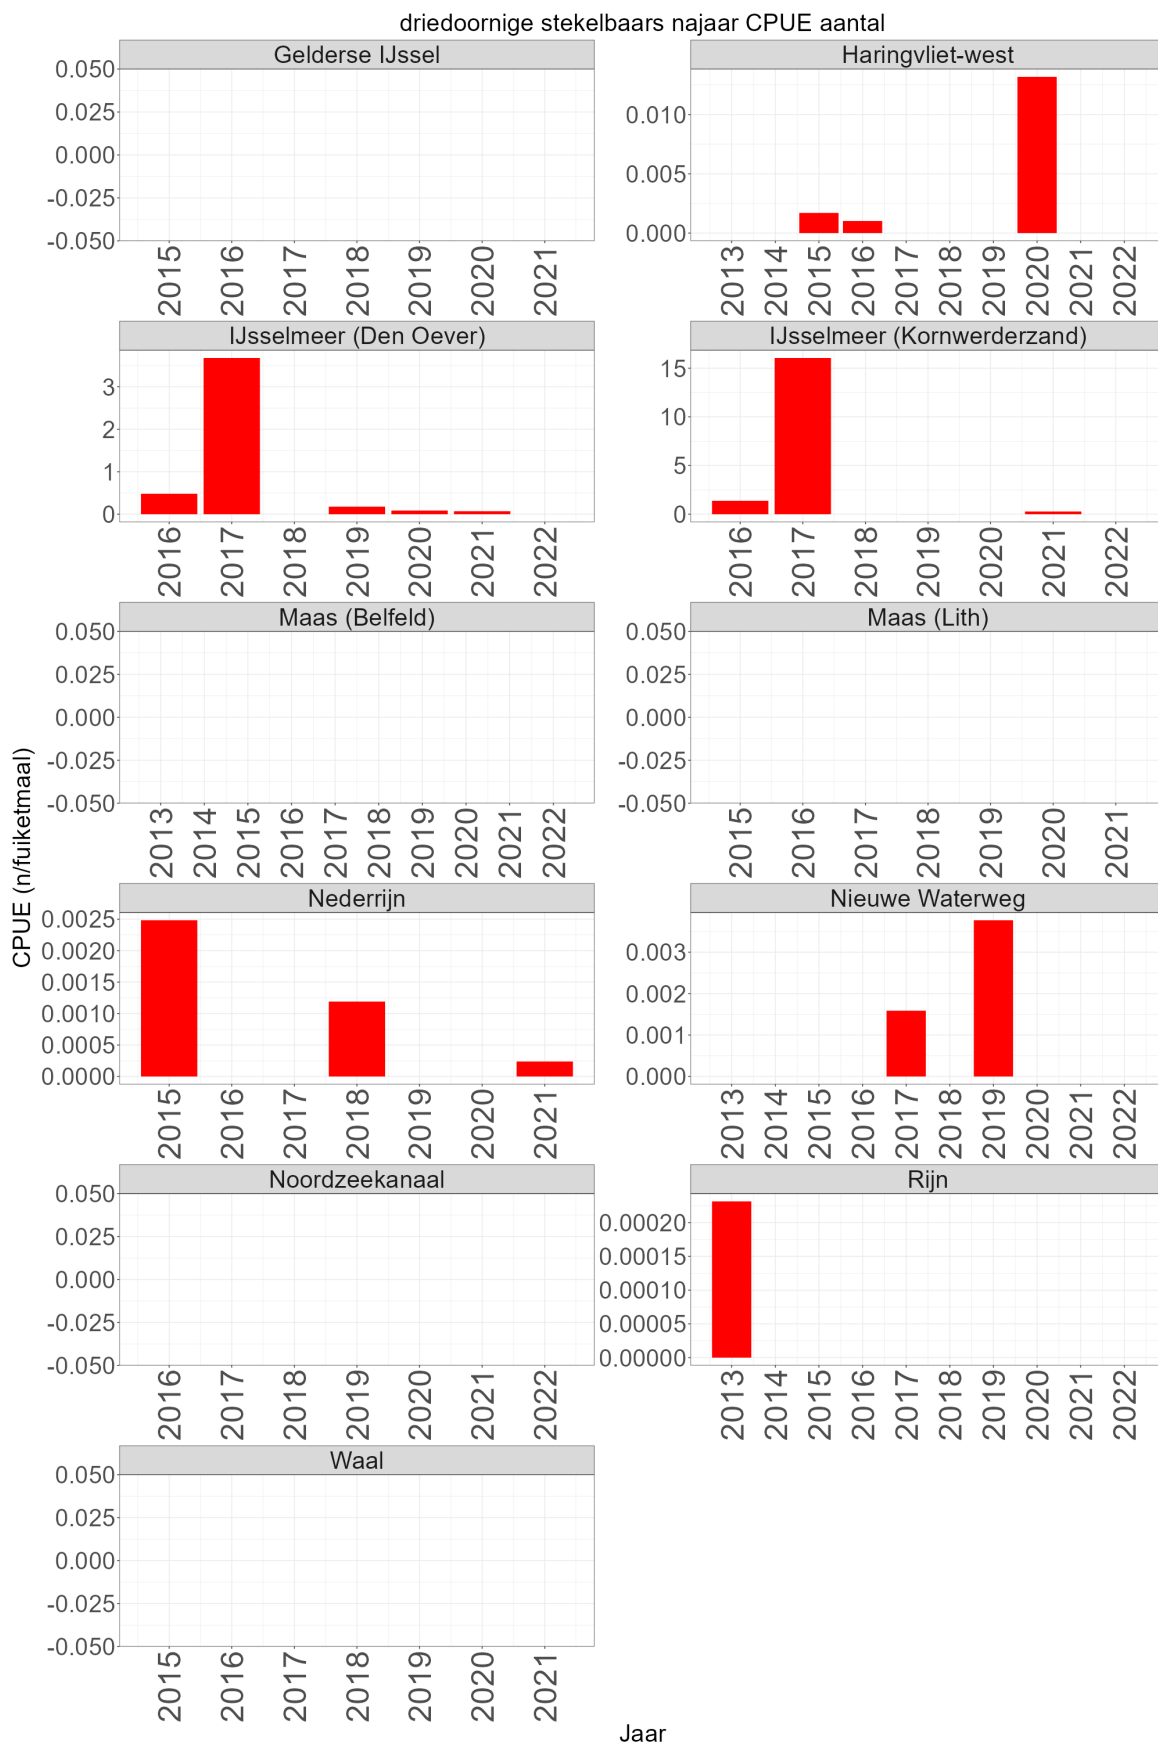 driedoornige stekelbaars najaar CPUE aantal
Gelderse IJssel
0.050
0.025
0.000
-0.025
-0.050
2015 2016 2017 2018 2019 2020 2021
Haringvliet-west
0.010
0.005
0.000
2013 2014 2015 2016 2017 2018 2019 2020 2021 2022
IJsselmeer (Den Oever)
3
2
1
0
2016 2017 2018 2019 2020 2021 2022
IJsselmeer (Kornwerderzand)
15
10
5
0
2016 2017 2018 2019 2020 2021 2022
Maas (Belfeld)
0.050
0.025
0.000
-0.025
-0.050
2013 2014 2015 2016 2017 2018 2019 2020 2021 2022
Maas (Lith)
0.050
0.025
0.000
-0.025
-0.050
2015 2016 2017 2018 2019 2020 2021
CPUE (n/fuiketmaal)
Nederrijn
0.0025
0.0020
0.0015
0.0010
0.0005
0.0000
2015 2016 2017 2018 2019 2020 2021
Nieuwe Waterweg
0.003
0.002
0.001
0.000
2013 2014 2015 2016 2017 2018 2019 2020 2021 2022
Noordzeekanaal
0.050
0.025
0.000
-0.025
-0.050
2016 2017 2018 2019 2020 2021 2022
Rijn
0.00020
0.00015
0.00010
0.00005
0.00000
2013 2014 2015 2016 2017 2018 2019 2020 2021 2022
Waal
0.050
0.025
0.000
-0.025
-0.050
2015 2016 2017 2018 2019 2020 2021
Jaar